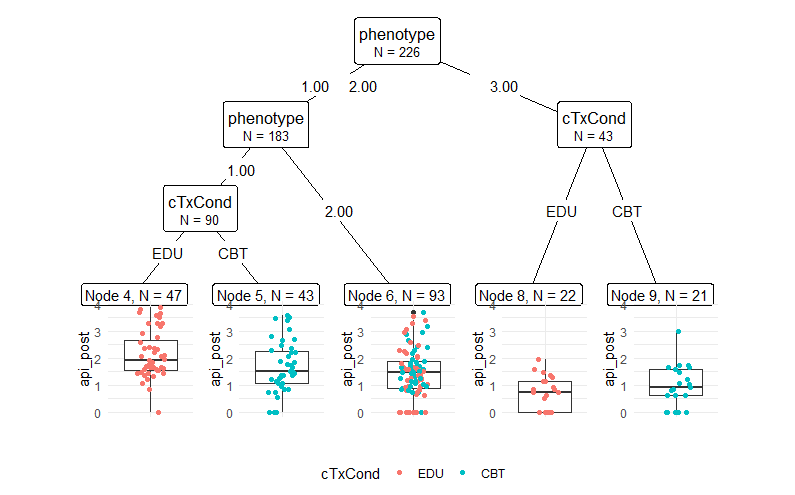 phenotype
N = 226
1.00 2.00 3.00
phenotype
N = 183
cTxCond
N = 43
1.00
cTxCond
N = 90
2.00
EDU CBT
EDU CBT
Node 4, N = 47
Node 5, N = 43
Node 6, N = 93
Node 8, N = 22
Node 9, N = 21
api_post
4
3
2
1
0
api_post
4
3
2
1
0
api_post
4
3
2
1
0
api_post
4
3
2
1
0
api_post
4
3
2
1
0
cTxCond EDU CBT